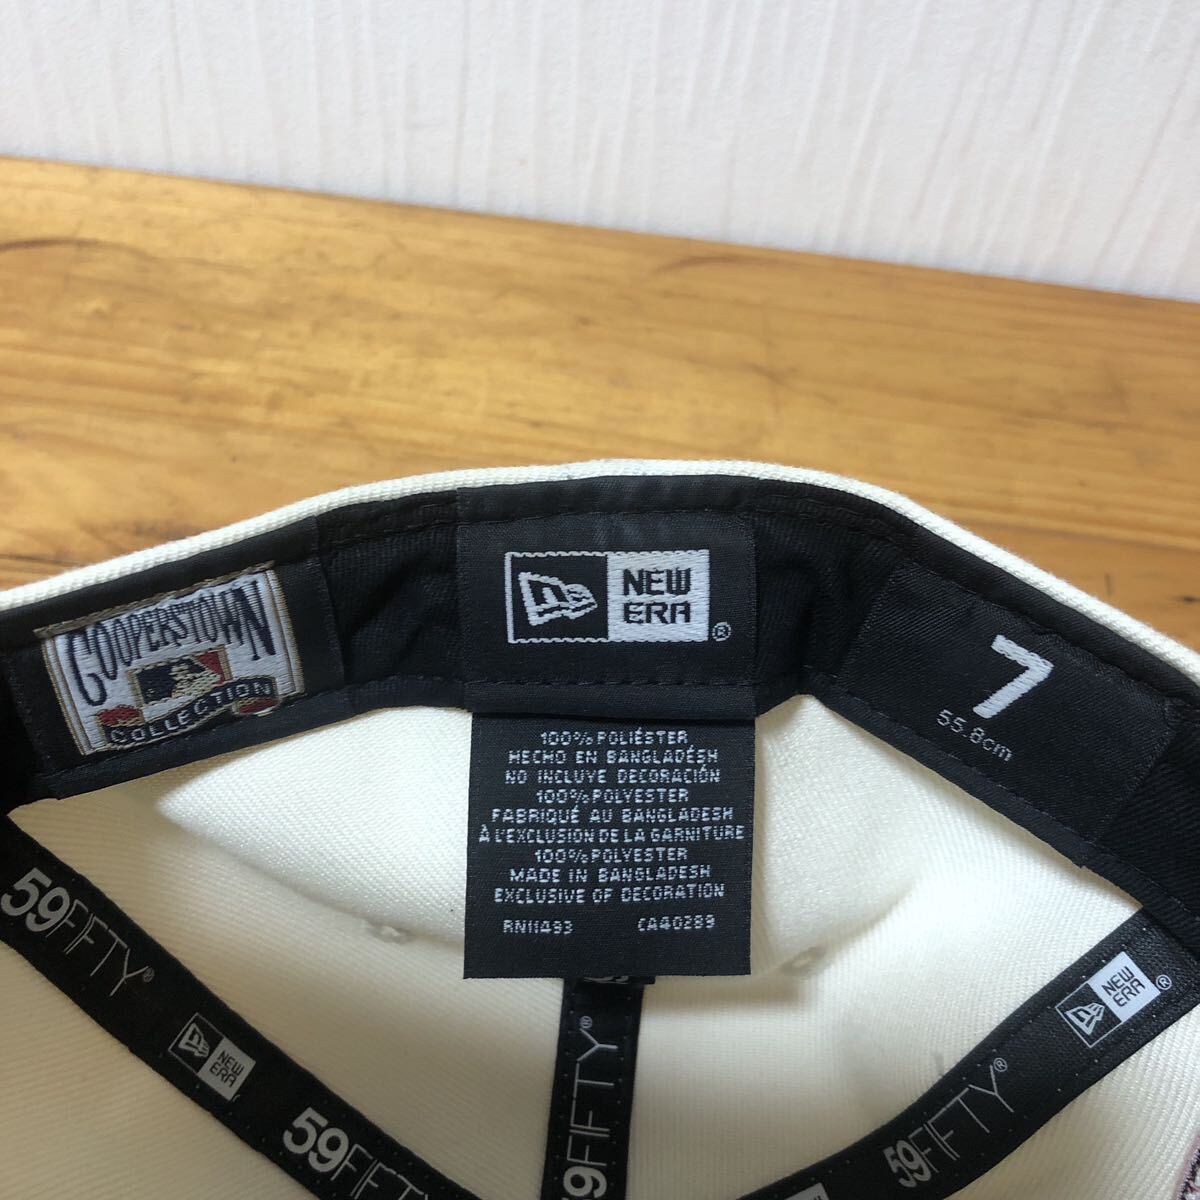 COOPERSTOWN
COLLECTION
NEW
ERA
®
7
55.8cm
100% POLIÉSTER
HECHO EN BANGLADÉSH
NO INCLUYE DECORACIÓN
100% POLYESTER
FABRIQUÉ AU BANGLADESH
À L'EXCLUSION DE LA GARNITURE
100% POLYESTER
MADE IN BANGLADESH
EXCLUSIVE OF DECORATION
RN11493 CA40289
59FIFTY®
NEW
ERA
59FIFTY
59FIFTY®
59FIFTY®
NEW
ERA
®